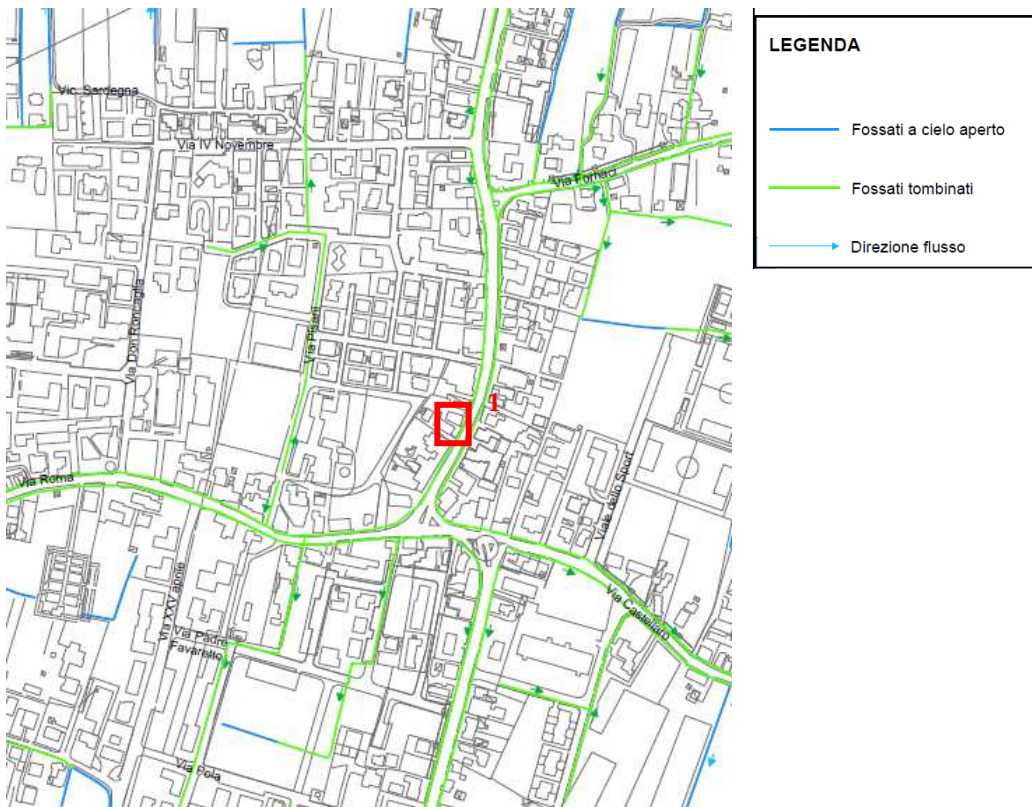 LEGENDA
Fossati a cielo aperto
Fossati tombinati
Direzione flusso
Vic. Sardegna
Via IV Novembre
Via Fornaci
Via Don Roncaglia
Via Pisani
1
Via Roma
Viale dello Sport
Via XXV aprile
Via Castellaro
Via Padre
Favaretto
Via Pola